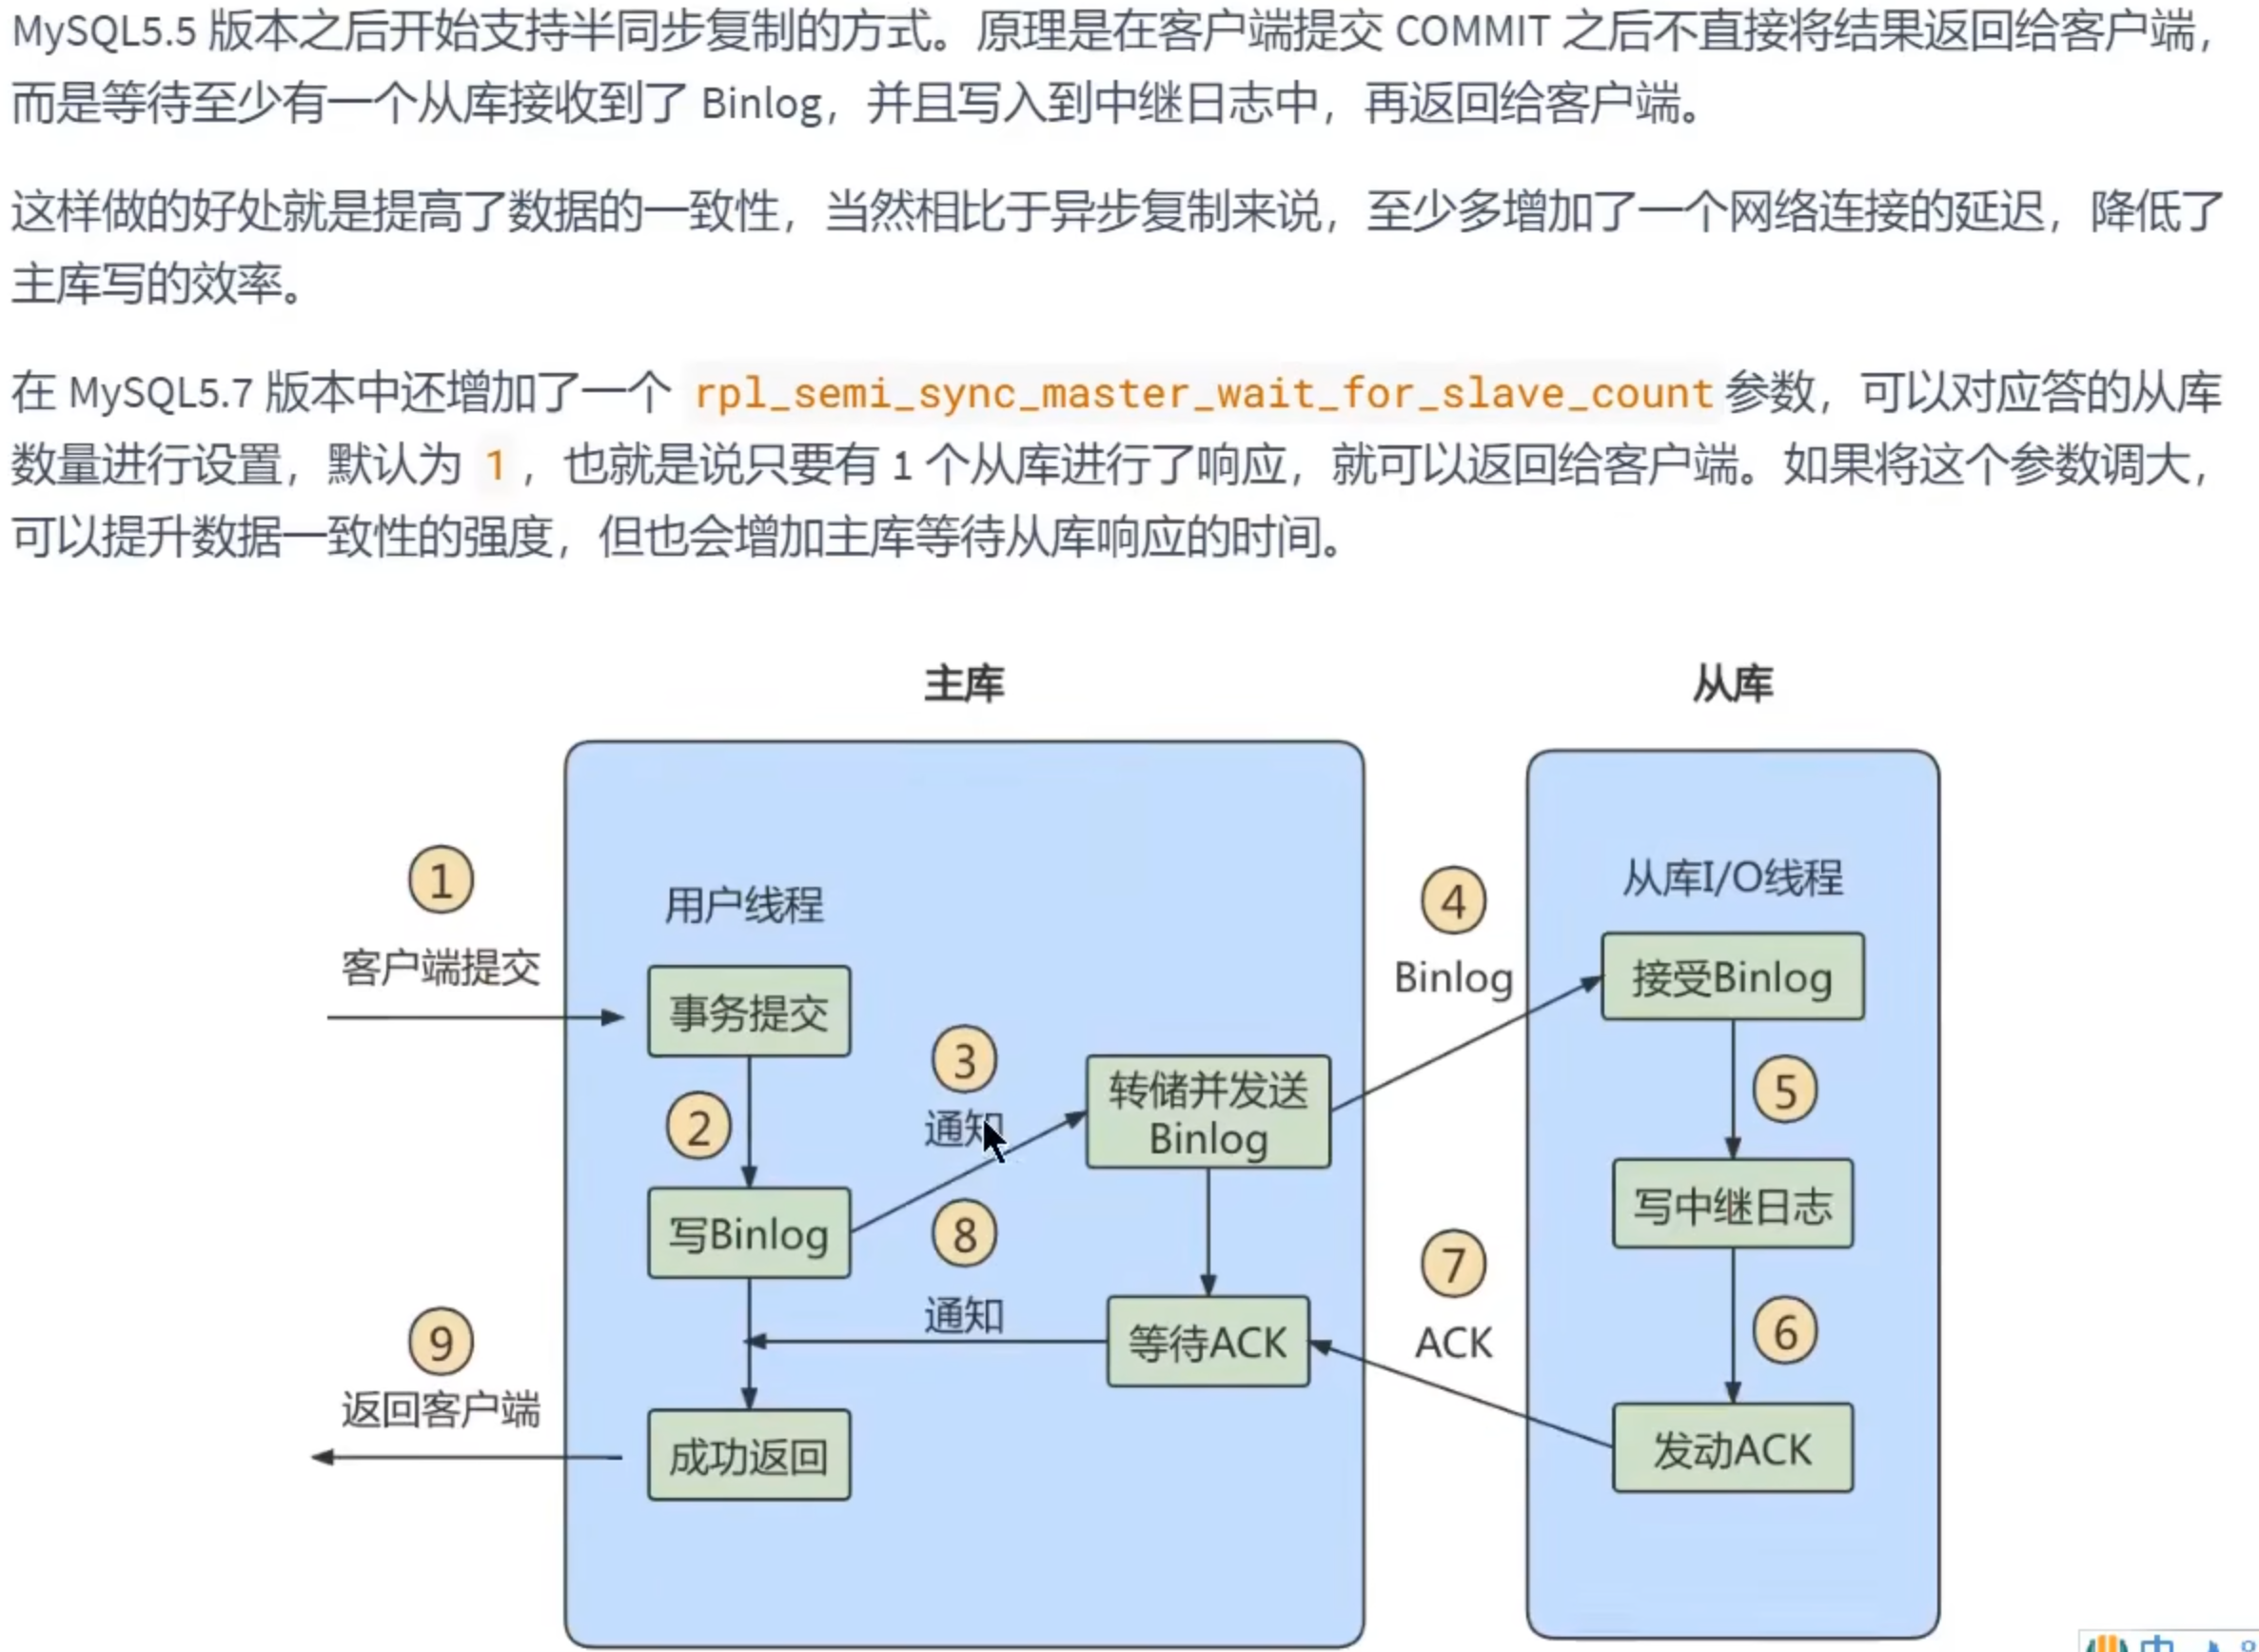 MySQL5.5 版本之后开始支持半同步复制的方式。原理是在客户端提交 COMMIT 之后不直接将结果返回给客户端，
而是等待至少有一个从库接收到了 Binlog，并且写入到中继日志中，再返回给客户端。
这样做的好处就是提高了数据的一致性，当然相比于异步复制来说，至少多增加了一个网络连接的延迟，降低了
主库写的效率。
在 MySQL5.7 版本中还增加了一个 rpl_semi_sync_master_wait_for_slave_count 参数，可以对应答的从库
数量进行设置，默认为 1，也就是说只要有 1 个从库进行了响应，就可以返回给客户端。如果将这个参数调大，
可以提升数据一致性的强度，但也会增加主库等待从库响应的时间。
主库
从库
1
客户端提交
用户线程
事务提交
2
3
通知
写Binlog
转储并发送
Binlog
4
Binlog
从库I/O线程
接受Binlog
5
写中继日志
6
发动ACK
7
ACK
等待ACK
8
通知
成功返回
9
返回客户端
中